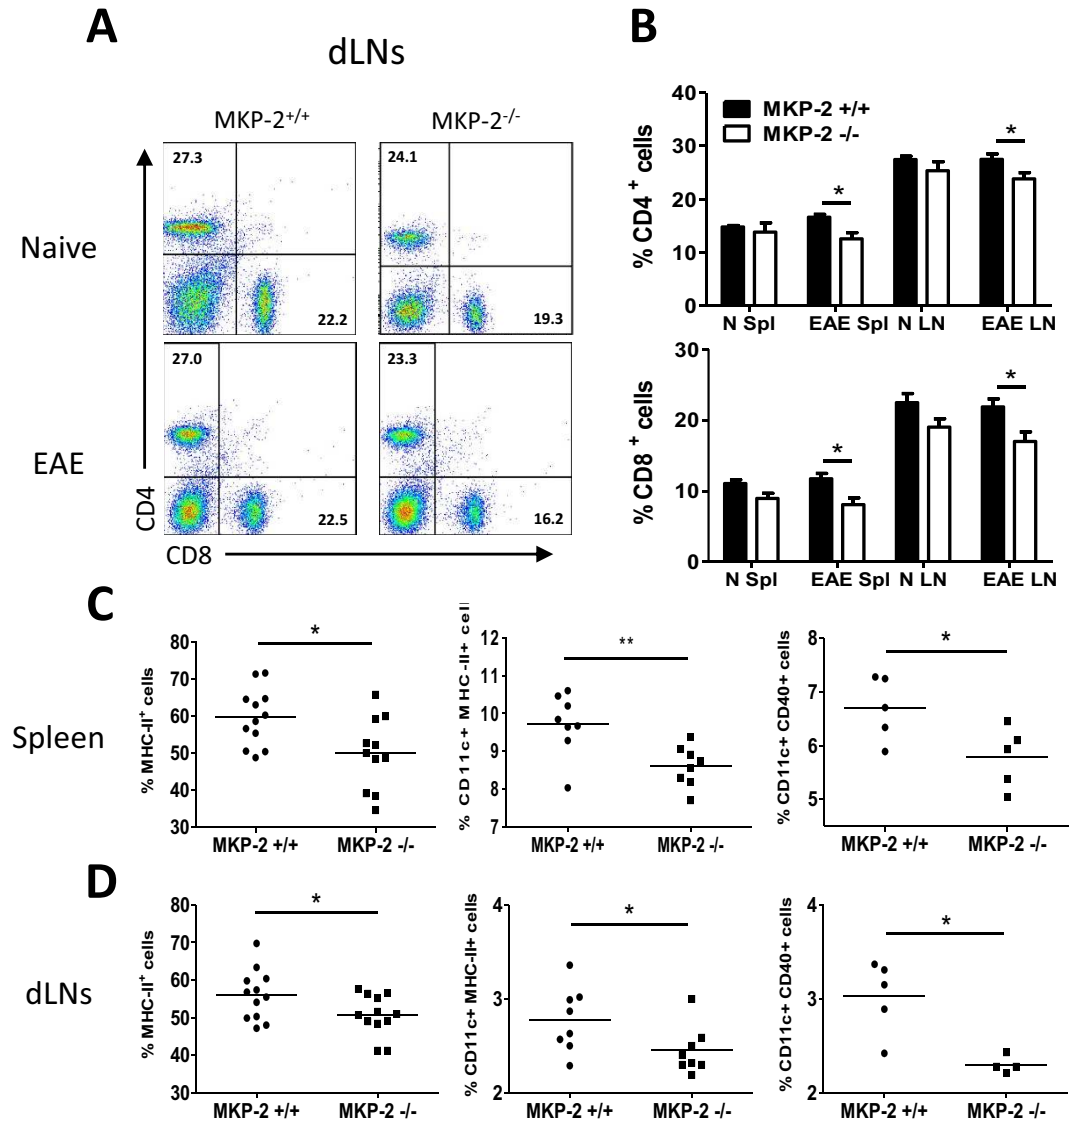 A
dLNs
MKP-2+/+
MKP-2-/-
Naive
27.3
22.2
24.1
19.3
EAE
27.0
22.5
23.3
16.2
CD4
CD8
B
MKP-2 +/+
MKP-2 -/-
% CD4 + cells
40
30
20
10
0
*
*
N Spl
EAE Spl
N LN
EAE LN
% CD8 + cells
30
20
10
0
*
*
N Spl
EAE Spl
N LN
EAE LN
C
Spleen
% MHC-II+ cells
80
70
60
50
40
30
*
MKP-2 +/+
MKP-2 -/-
% CD11c+ MHC-II+ cel
12
11
10
9
8
7
**
MKP-2 +/+
MKP-2 -/-
% CD11c+ CD40+ cells
8
7
6
5
*
MKP-2 +/+
MKP-2 -/-
D
dLNs
% MHC-II+ cells
80
70
60
50
40
30
*
MKP-2 +/+
MKP-2 -/-
% CD11c+ MHC-II+ cells
4
3
2
*
MKP-2 +/+
MKP-2 -/-
% CD11c+ CD40+ cells
4
3
2
*
MKP-2 +/+
MKP-2 -/-